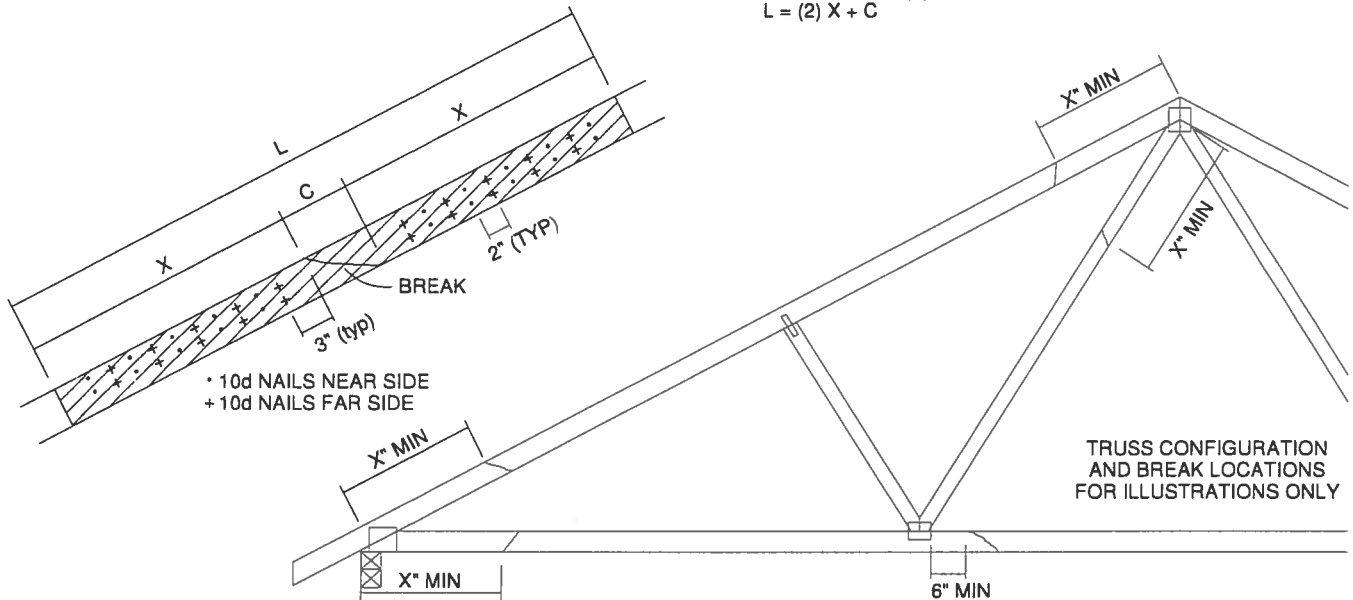 L = (2) X + C
X" MIN
X
L
C
X
2" (TYP)
X" MIN
BREAK
3" (typ)
• 10d NAILS NEAR SIDE
+ 10d NAILS FAR SIDE
X" MIN
TRUSS CONFIGURATION
AND BREAK LOCATIONS
FOR ILLUSTRATIONS ONLY
X" MIN
6" MIN